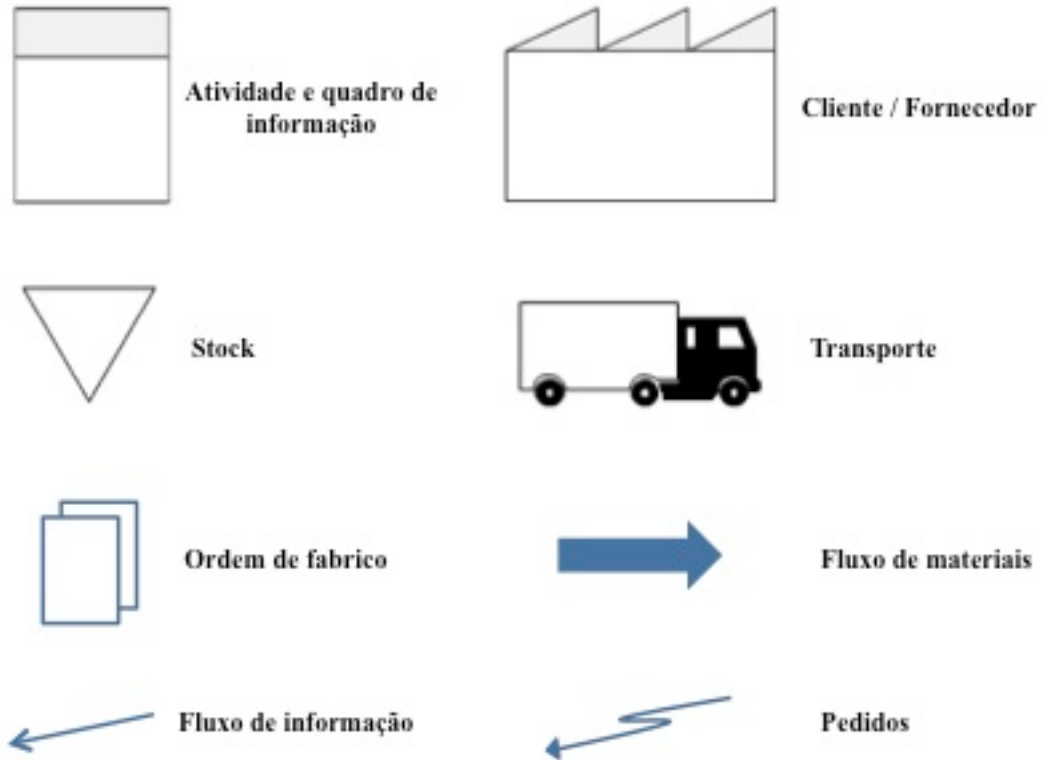 Atividade e quadro de
informação
Cliente / Fornecedor
Stock
Transporte
Ordem de fabrico
Fluxo de materiais
Fluxo de informação
Pedidos